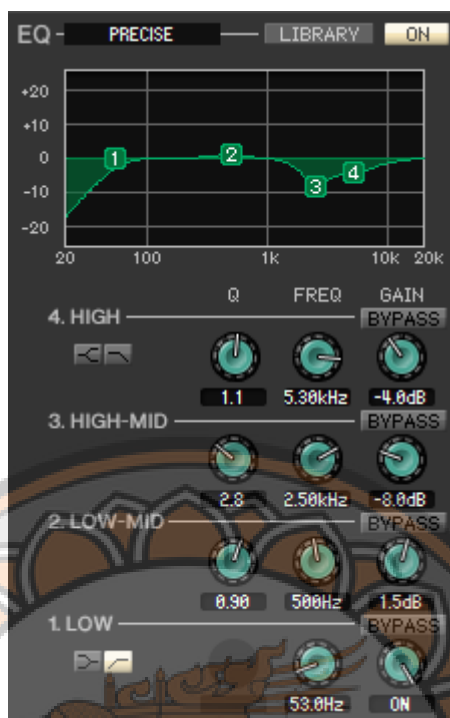 EQ PRECISE LIBRARY ON
+20
+10
0
-10
-20
1 2 3 4
20 100 1k 10k 20k
Q FREQ GAIN
4. HIGH BYPASS
1.1 5.30kHz -4.0dB
3. HIGH-MID BYPASS
2.8 2.50kHz -8.0dB
2. LOW-MID BYPASS
0.90 500Hz 1.5dB
1. LOW BYPASS
53.0Hz ON